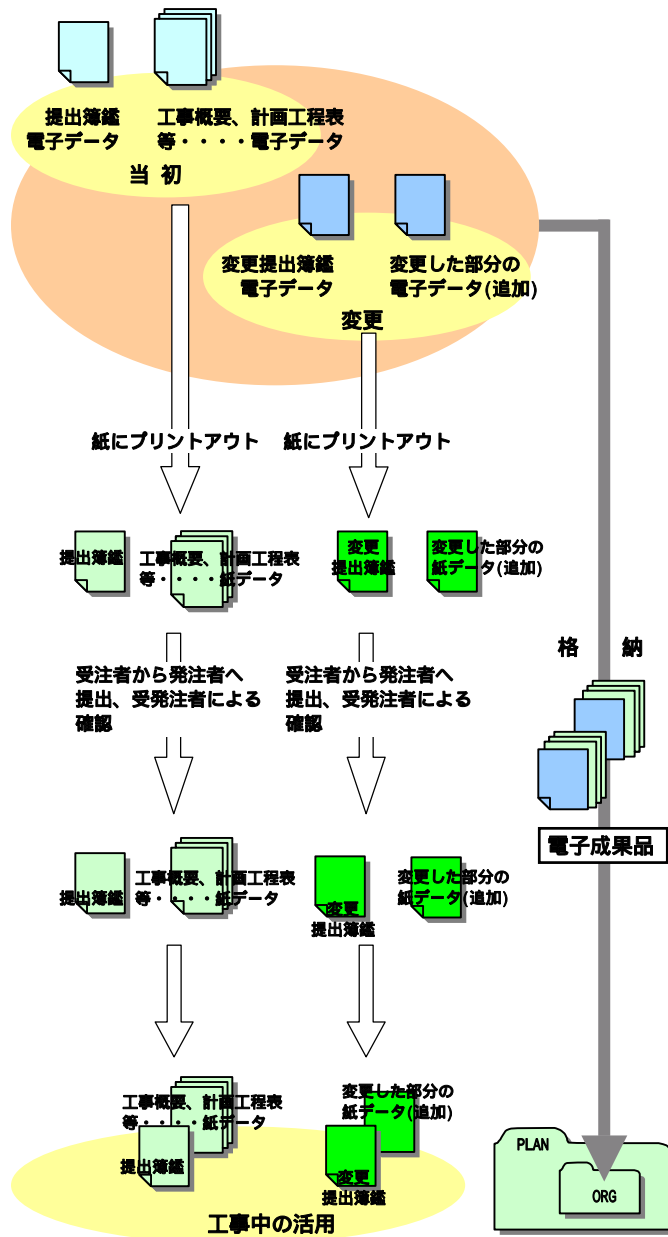 提出簿鑑
電子データ
工事概要、計画工程表
等・・・・電子データ
当 初
変更提出簿鑑
電子データ
変更した部分の
電子データ(追加)
変更
紙にプリントアウト
紙にプリントアウト
提出簿鑑
工事概要、計画工程表
等・・・・紙データ
変更
提出簿鑑
変更した部分の
紙データ(追加)
格 納
受注者から発注者へ
提出、受発注者による
確認
受注者から発注者へ
提出、受発注者による
確認
電子成果品
提出簿鑑
工事概要、計画工程表
等・・・・紙データ
変更
提出簿鑑
変更した部分の
紙データ(追加)
工事概要、計画工程表
等・・・・紙データ
提出簿鑑
変更した部分の
紙データ(追加)
変更
提出簿鑑
工事中の活用
PLAN
ORG